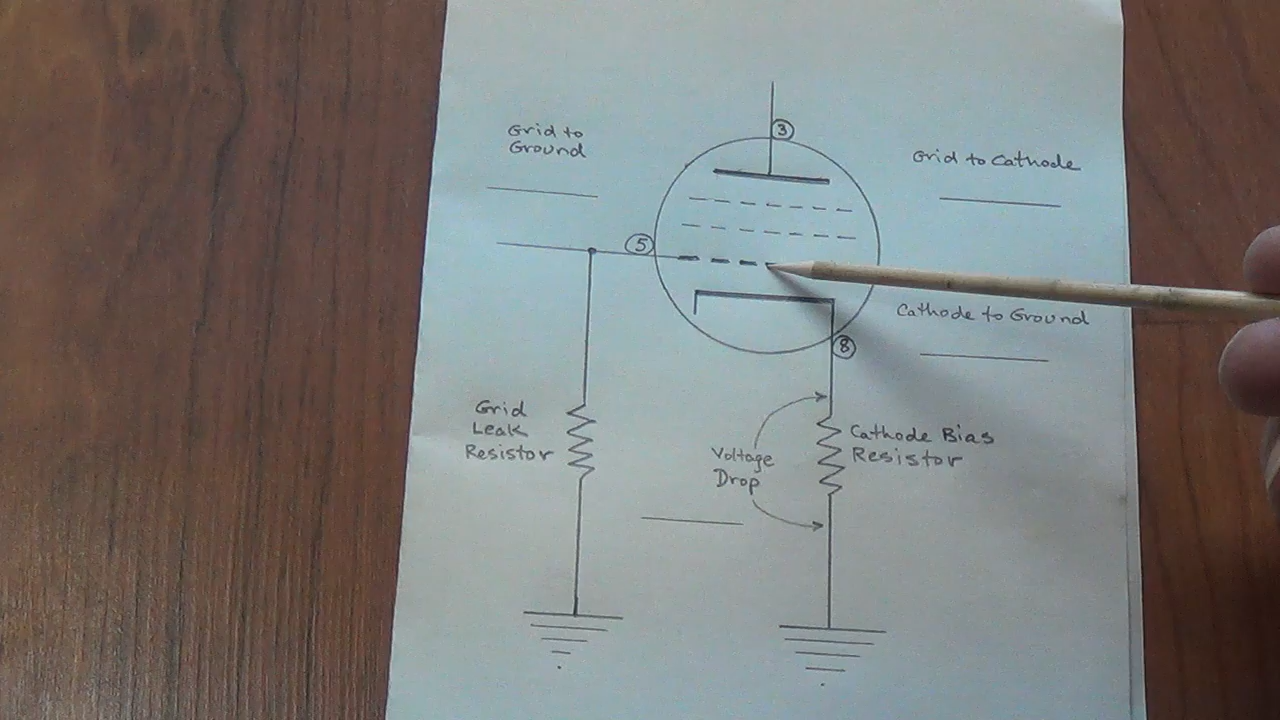 Grid to
Ground
3
Grid to Cathode
5
Cathode to Ground
8
Grid
Leak
Resistor
Voltage
Drop
Cathode Bias
Resistor